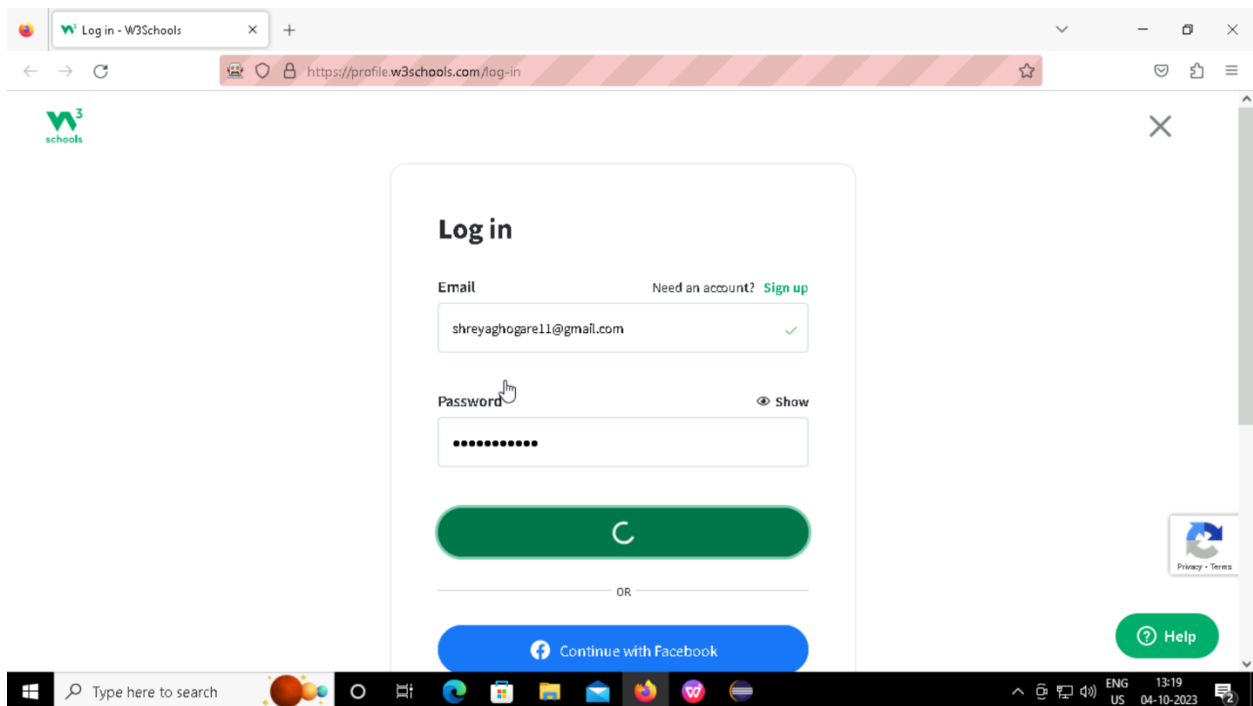 Log in - W3Schools
https://profile.w3schools.com/log-in
W3
schools
Log in
Email
Need an account? Sign up
shreyaghogare11@gmail.com
Password
Show
•••••••••••
OR
Continue with Facebook
Privacy - Terms
Help
Type here to search
ENG
US
13:19
04-10-2023
2